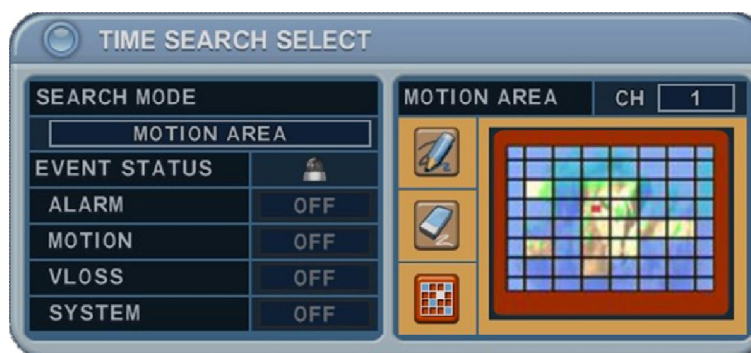 TIME SEARCH SELECT
SEARCH MODE
MOTION AREA
EVENT STATUS
ALARM OFF
MOTION OFF
VLOSS OFF
SYSTEM OFF
MOTION AREA CH 1